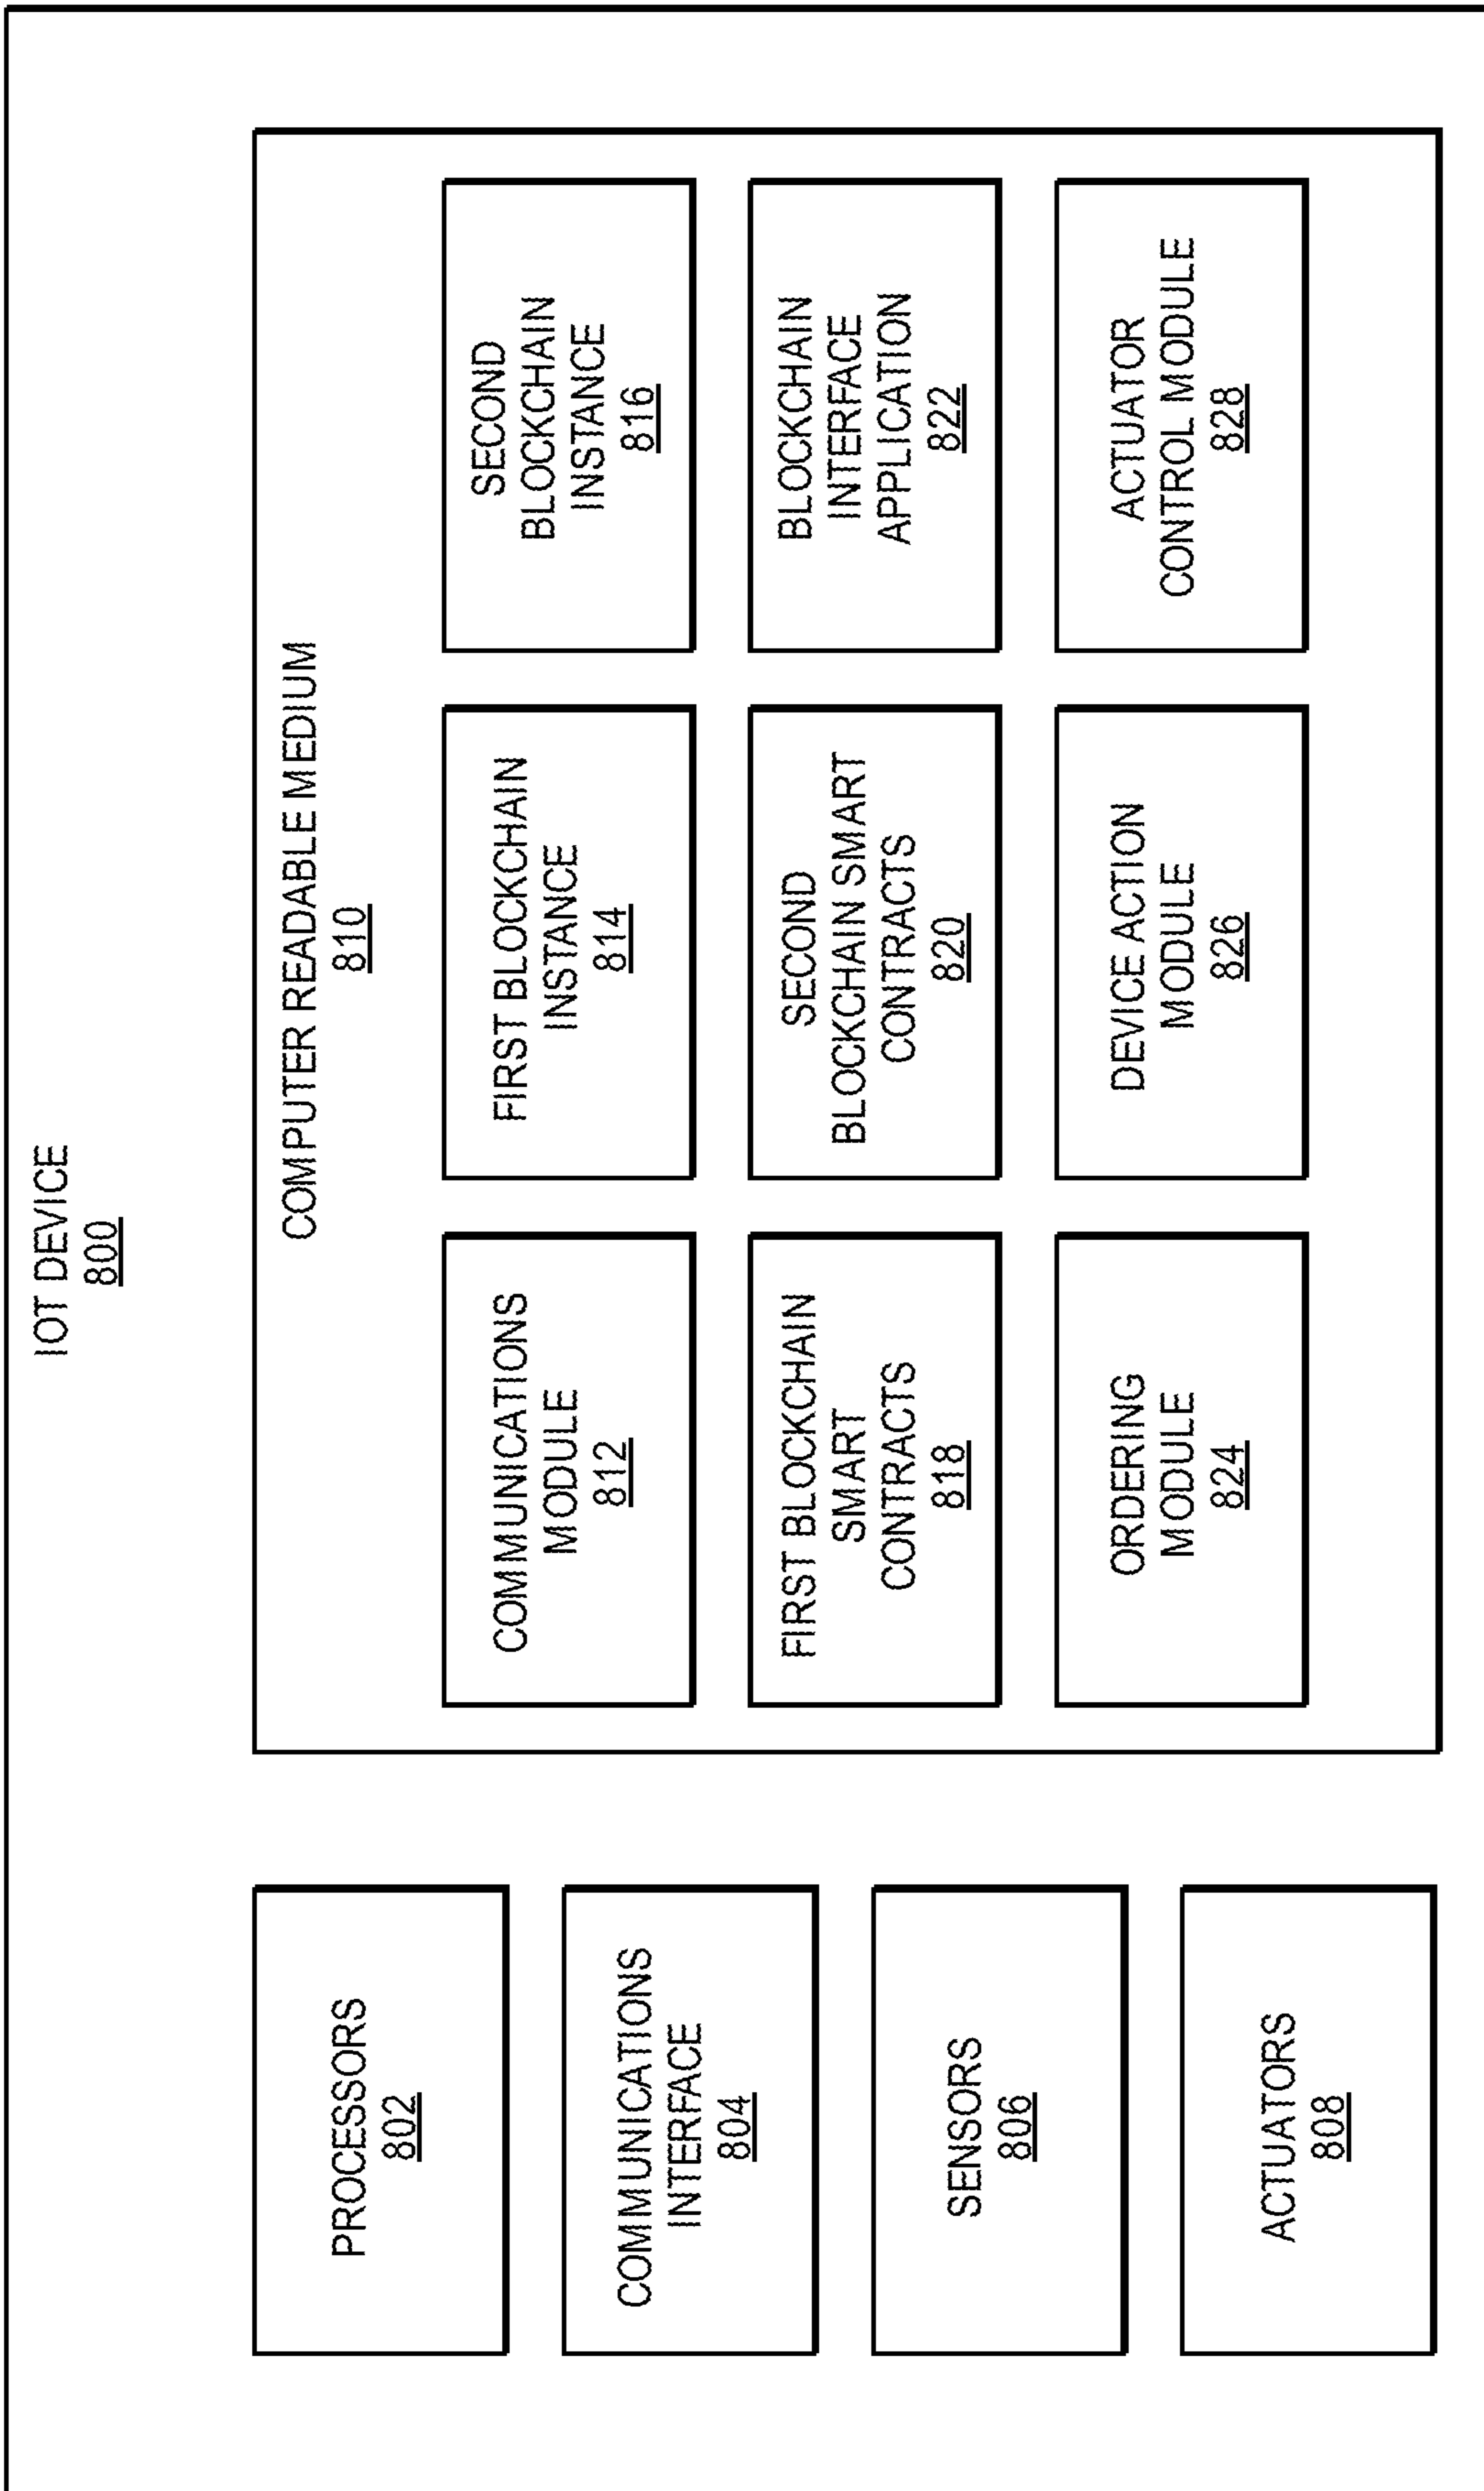 IOT DEVICE
800
PROCESSORS
802
COMMUNICATIONS
INTERFACE
804
SENSORS
806
ACTUATORS
808
COMPUTER READABLE MEDIUM
810
COMMUNICATIONS
MODULE
812
FIRST BLOCKCHAIN
INSTANCE
814
SECOND
BLOCKCHAIN
INSTANCE
816
FIRST BLOCKCHAIN
SMART
CONTRACTS
818
SECOND
BLOCKCHAIN SMART
CONTRACTS
820
BLOCKCHAIN
INTERFACE
APPLICATION
822
ORDERING
MODULE
824
DEVICE ACTION
MODULE
826
ACTUATOR
CONTROL MODULE
828